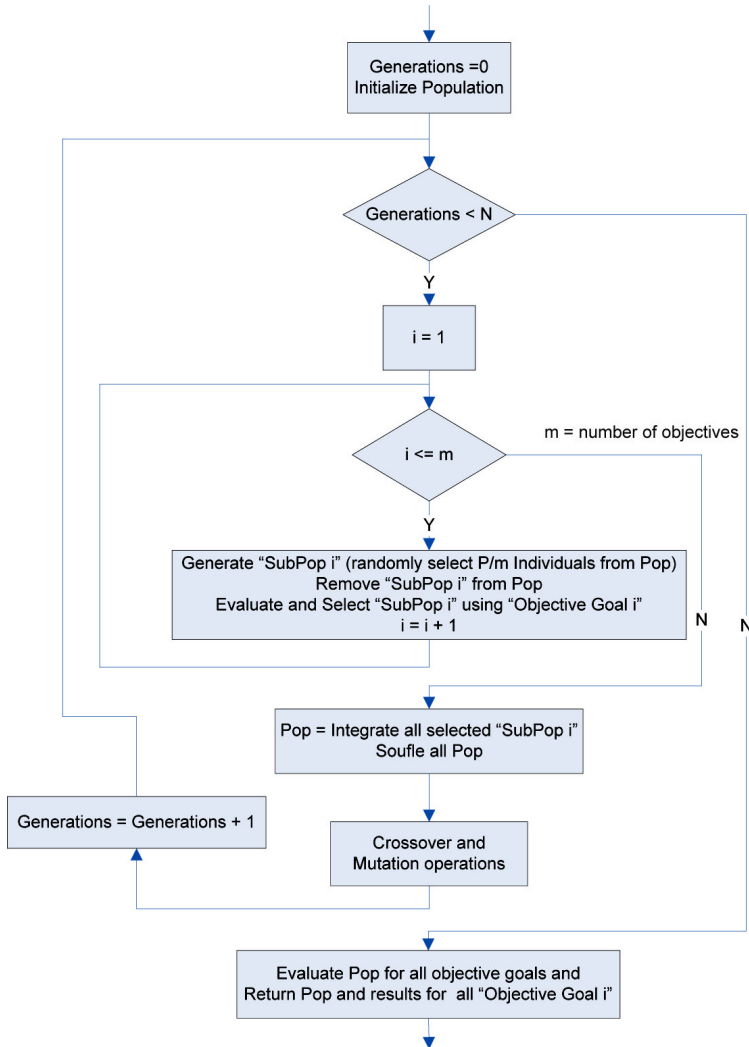 Generations =0
Initialize Population
Generations < N
Y
i = 1
m = number of objectives
i <= m
Y
Generate “SubPop i” (randomly select P/m Individuals from Pop)
Remove “SubPop i” from Pop
Evaluate and Select “SubPop i” using “Objective Goal i”
i = i + 1
N
N
Pop = Integrate all selected “SubPop i”
Soufle all Pop
Generations = Generations + 1
Crossover and
Mutation operations
Evaluate Pop for all objective goals and
Return Pop and results for all “Objective Goal i”